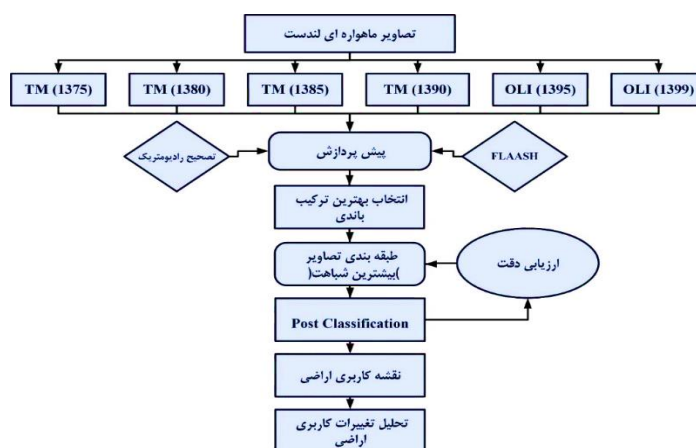 تصاویر ماهواره ای لندست
TM (1375)
TM (1380)
TM (1385)
TM (1390)
OLI (1395)
OLI (1399)
تصحیح رادیومتریک
پیش پردازش
FLAASH
انتخاب بهترین ترکیب
باندی
طبقه بندی تصاویر
)بیشترین شباهت(
ارزیابی دقت
Post Classification
نقشه کاربری اراضی
تحلیل تغییرات کاربری
اراضی